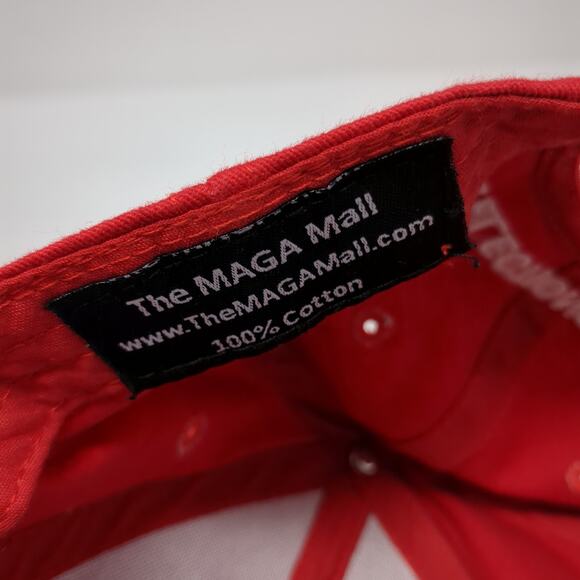 The MAGA Mall
www.TheMAGAMall.com
100% Cotton